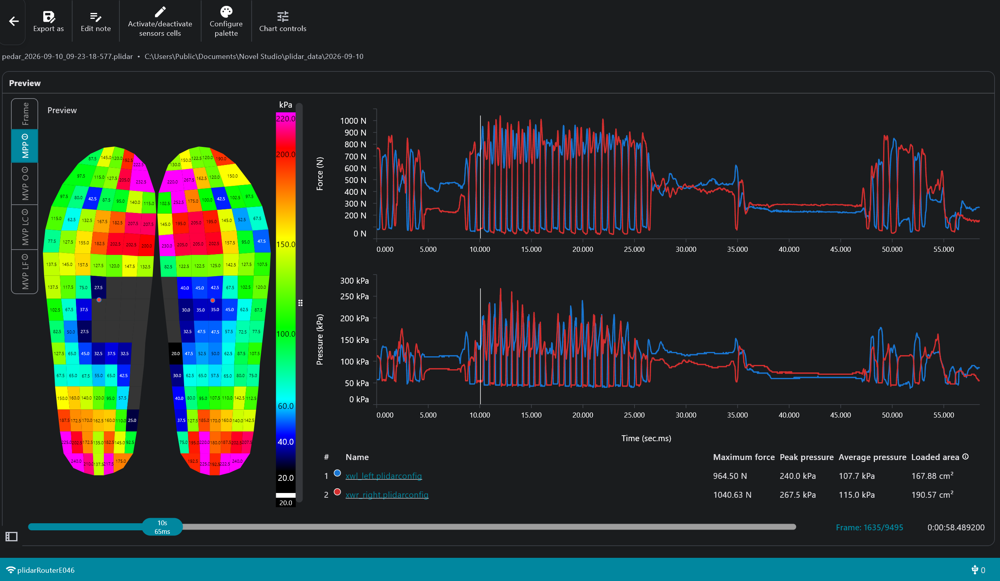 Export as
Edit note
Activate/deactivate
sensors cells
Configure
palette
Chart controls
pedar_2026-09-10_09-23-18-577.plidar • C:\Users\Public\Documents\Novel Studio\plidar_data\2026-09-10
Preview
Frame
MPP
MVP O
MVP LC
MVP LF
Preview
87.5 145.0 120.0 192.5 222.5
97.5 115.0 127.5 205.0 232.5
97.5 80.0 42.5 87.5 95.0 140.0 115.0
115.0 62.5 132.5 167.5 182.5 207.5 207.5
77.5 127.5 155.0 182.5 202.5 202.5 200.0
137.5 145.0 157.5 127.5 120.0 147.5 132.5
137.5 117.5 75.0 27.5
102.5 67.5 37.5
82.5 50.0 27.5
127.5 65.0 45.0 32.5 37.5 32.5
67.5 65.0 67.5 55.0 65.0 42.5
150.0 160.0 140.0 120.0 95.0 57.5
187.5 172.5 170.0 162.5 160.0 110.0 25.0
225.0 202.5 172.5 135.0 182.5 145.0 92.5
240.0 210.0 137.5 217.5 175.0
130.0 150.0 122.5 120.0 190.0
220.0 267.5 162.5 120.0 150.0
102.5 252.5 175.0 100.0 42.5 102.5 97.5
145.0 195.0 205.0 195.0 145.0 52.5 67.5
230.0 205.0 205.0 202.5 157.5 95.0 47.5
82.5 122.5 122.5 125.0 142.5 127.5 107.5
40.0 45.0 42.5 67.5 102.5 120.0
30.0 35.0 35.0 45.0 62.5 87.5
32.5 47.5 47.5 57.5 72.5 77.5
20.0 47.5 52.5 50.0 62.5 87.5 107.5
30.0 62.5 65.0 57.5 65.0 80.0 75.0
40.0 80.0 95.0 107.5 110.0 142.5 112.5
37.5 127.5 185.0 170.0 160.0 140.0 142.5
75.0 195.0 220.0 180.0 187.5 202.5 207.5
192.5 225.0 192.5 222.5 240.0
kPa
220.0
200.0
150.0
100.0
60.0
40.0
20.0
20.0
Force (N)
1000 N
900 N
800 N
700 N
600 N
500 N
400 N
300 N
200 N
0 N
0.000 5.000 10.000 15.000 20.000 25.000 30.000 35.000 40.000 45.000 50.000 55.000
Pressure (kPa)
300 kPa
250 kPa
200 kPa
150 kPa
100 kPa
50 kPa
0 kPa
0.000 5.000 10.000 15.000 20.000 25.000 30.000 35.000 40.000 45.000 50.000 55.000
Time (sec.ms)
# Name Maximum force Peak pressure Average pressure Loaded area
1 xwl_left.plidarconfig 964.50 N 240.0 kPa 107.7 kPa 167.88 cm²
2 xwr_right.plidarconfig 1040.63 N 267.5 kPa 115.0 kPa 190.57 cm²
10s
65ms
Frame: 1635/9495 0:00:58.489200
plidarRouterE046
0